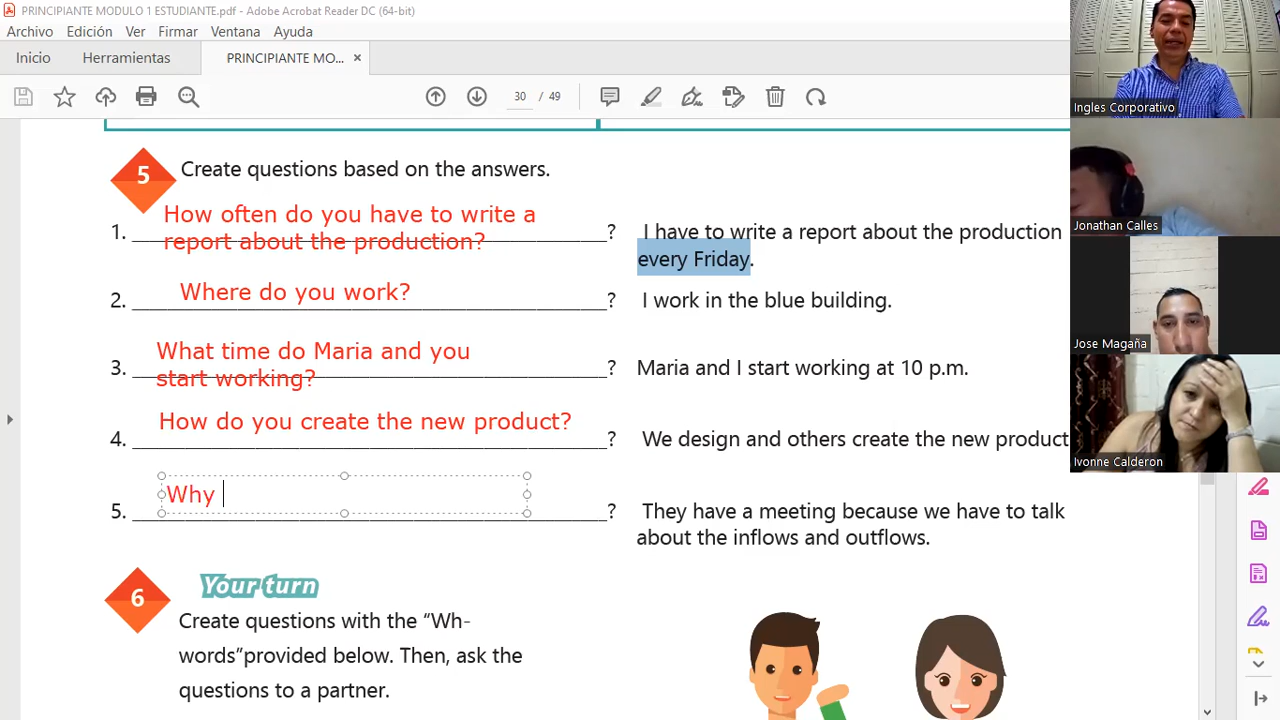 PRINCIPIANTE MODULO 1 ESTUDIANTE.pdf - Adobe Acrobat Reader DC (64-bit)
Archivo Edición Ver Firmar Ventana Ayuda
Inicio Herramientas PRINCIPIANTE MO... ×
30 / 49
5 Create questions based on the answers.
How often do you have to write a
1. ? I have to write a report about the production
report about the production?
every Friday.
Where do you work?
2. ? I work in the blue building.
What time do Maria and you
3. ? Maria and I start working at 10 p.m.
start working?
How do you create the new product?
4. ? We design and others create the new product
Why
5. ? They have a meeting because we have to talk
about the inflows and outflows.
6 Your turn
Create questions with the “Wh-
words”provided below. Then, ask the
questions to a partner.
Ingles Corporativo
Jonathan Calles
Jose Magaña
Ivonne Calderon